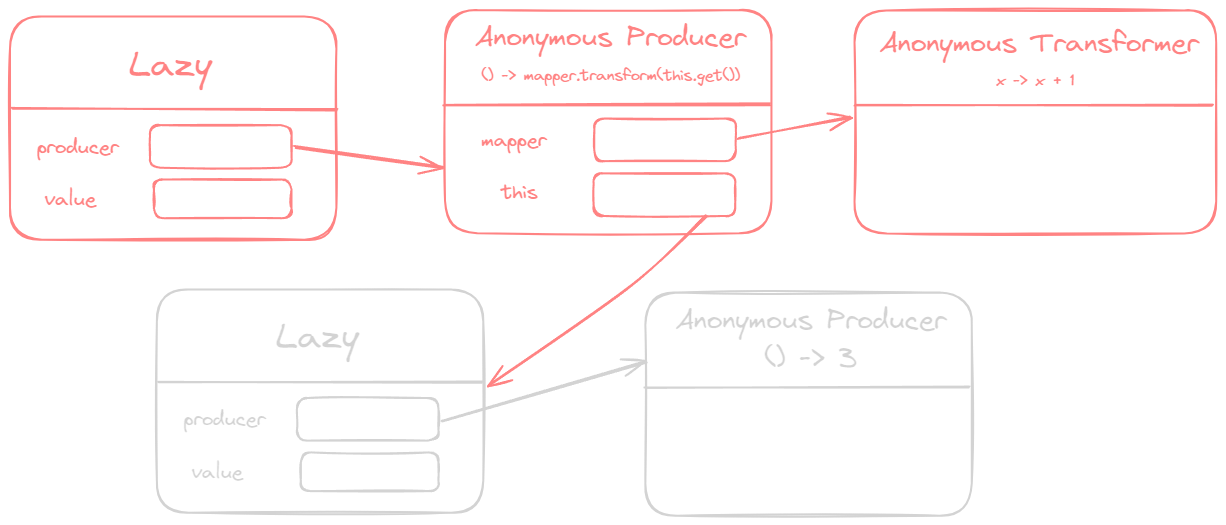 Lazy
producer
value
Anonymous Producer
() -> mapper.transform(this.get())
mapper
this
Anonymous Transformer
x -> x + 1
Lazy
producer
value
Anonymous Producer
() -> 3